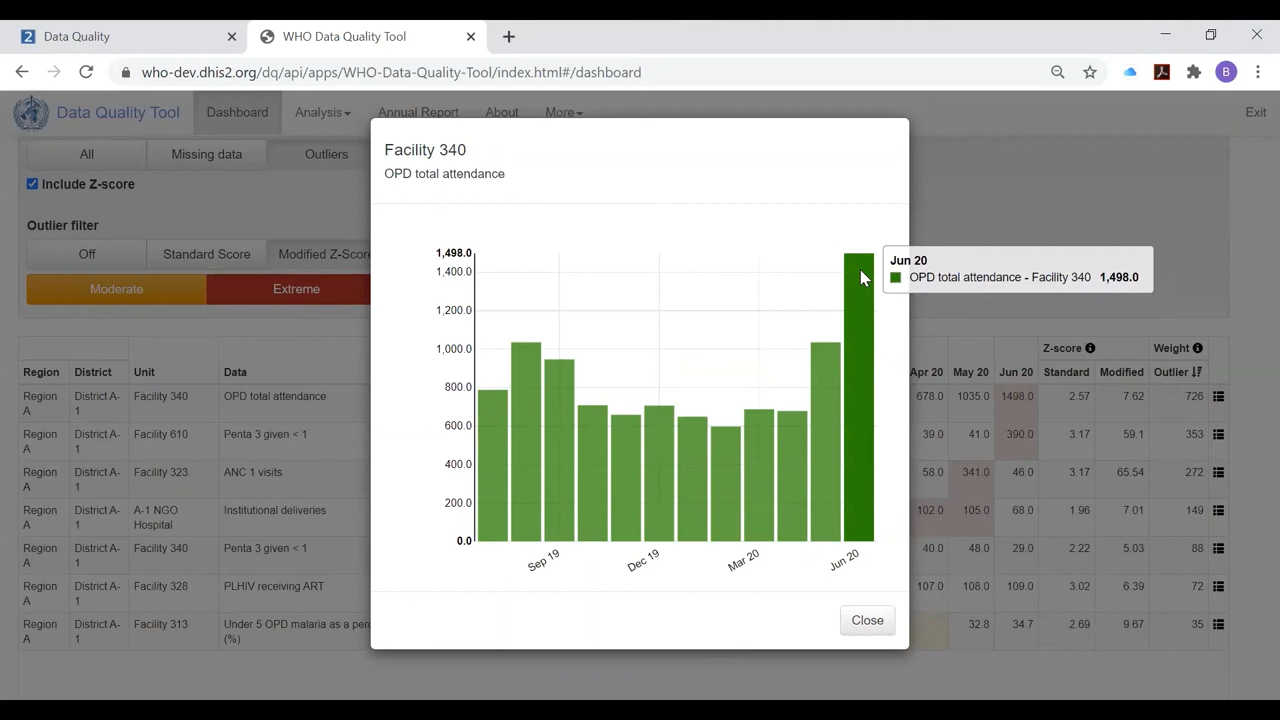 Data Quality
WHO Data Quality Tool
who-dev.dhis2.org/dq/api/apps/WHO-Data-Quality-Tool/index.html#/dashboard
B
Data Quality Tool
Dashboard
Analysis
Annual Report
About
More
Exit
All
Missing data
Outliers
Include Z-score
Outlier filter
Off
Standard Score
Modified Z-Score
Moderate
Extreme
Facility 340
OPD total attendance
1,498.0
1,400.0
1,200.0
1,000.0
800.0
600.0
400.0
200.0
0.0
Sep 19
Dec 19
Mar 20
Jun 20
Jun 20
OPD total attendance - Facility 340 1,498.0
Close
Z-score
Weight
Region District Unit Data Apr 20 May 20 Jun 20 Standard Modified Outlier
Region A District A-1 Facility 340 OPD total attendance 678.0 1035.0 1498.0 2.57 7.62 726
Region A District A-1 Facility 610 Penta 3 given < 1 39.0 41.0 390.0 3.17 59.1 353
Region A District A-1 Facility 323 ANC 1 visits 58.0 341.0 46.0 3.17 65.54 272
Region A District A-1 A-1 NGO Hospital Institutional deliveries 102.0 105.0 68.0 1.96 7.01 149
Region A District A-1 Facility 340 Penta 3 given < 1 40.0 48.0 29.0 2.22 5.03 88
Region A District A-1 Facility 328 PLHIV receiving ART 107.0 108.0 109.0 3.02 6.39 72
Region A District A-1 Facility 313 Under 5 OPD malaria as a (%) 32.8 34.7 2.69 9.67 35